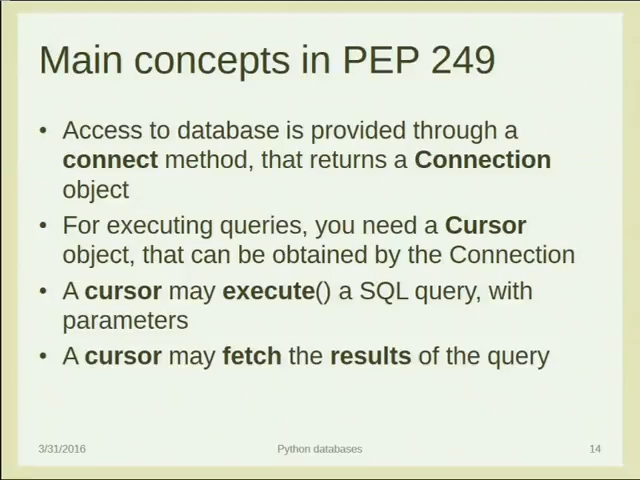 Main concepts in PEP 249
• Access to database is provided through a
connect method, that returns a Connection
object
• For executing queries, you need a Cursor
object, that can be obtained by the Connection
• A cursor may execute() a SQL query, with
parameters
• A cursor may fetch the results of the query
3/31/2016 Python databases 14